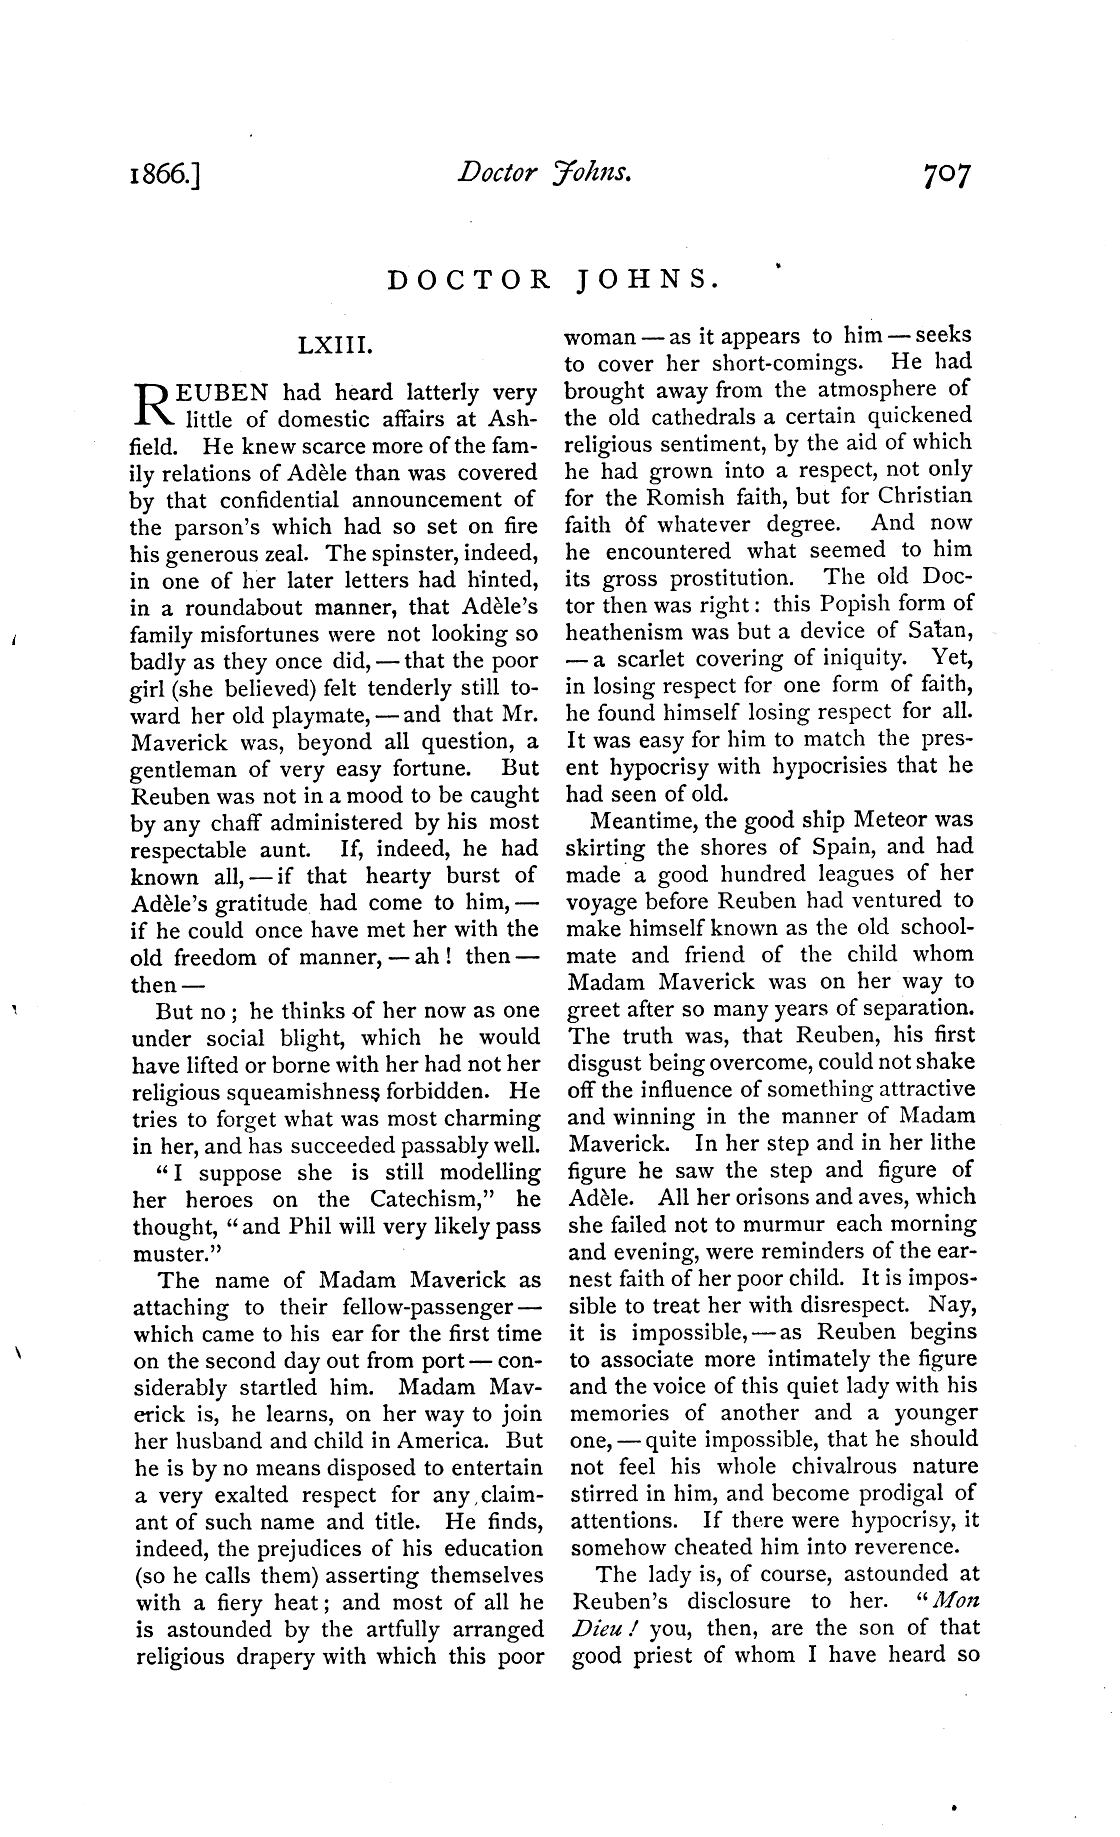 1866.] Doctor Johns. 707
DOCTOR JOHNS.
LXIII.
REUBEN had heard latterly very
little of domestic affairs at Ash-
field. He knew scarce more of the fam-
ily relations of Adèle than was covered
by that confidential announcement of
the parson's which had so set on fire
his generous zeal. The spinster, indeed,
in one of her later letters had hinted,
in a roundabout manner, that Adèle's
family misfortunes were not looking so
badly as they once did, — that the poor
girl (she believed) felt tenderly still to-
ward her old playmate, — and that Mr.
Maverick was, beyond all question, a
gentleman of very easy fortune. But
Reuben was not in a mood to be caught
by any chaff administered by his most
respectable aunt. If, indeed, he had
known all, — if that hearty burst of
Adèle's gratitude had come to him, —
if he could once have met her with the
old freedom of manner, — ah! then —
then —
But no; he thinks of her now as one
under social blight, which he would
have lifted or borne with her had not her
religious squeamishness forbidden. He
tries to forget what was most charming
in her, and has succeeded passably well.
"I suppose she is still modelling
her heroes on the Catechism," he
thought, "and Phil will very likely pass
muster."
The name of Madam Maverick as
attaching to their fellow-passenger —
which came to his ear for the first time
on the second day out from port — con-
siderably startled him. Madam Mav-
erick is, he learns, on her way to join
her husband and child in America. But
he is by no means disposed to entertain
a very exalted respect for any claim-
ant of such name and title. He finds,
indeed, the prejudices of his education
(so he calls them) asserting themselves
with a fiery heat; and most of all he
is astounded by the artfully arranged
religious drapery with which this poor
woman — as it appears to him — seeks
to cover her short-comings. He had
brought away from the atmosphere of
the old cathedrals a certain quickened
religious sentiment, by the aid of which
he had grown into a respect, not only
for the Romish faith, but for Christian
faith of whatever degree. And now
he encountered what seemed to him
its gross prostitution. The old Doc-
tor then was right: this Popish form of
heathenism was but a device of Satan,
— a scarlet covering of iniquity. Yet,
in losing respect for one form of faith,
he found himself losing respect for all.
It was easy for him to match the pres-
ent hypocrisy with hypocrisies that he
had seen of old.
Meantime, the good ship Meteor was
skirting the shores of Spain, and had
made a good hundred leagues of her
voyage before Reuben had ventured to
make himself known as the old school-
mate and friend of the child whom
Madam Maverick was on her way to
greet after so many years of separation.
The truth was, that Reuben, his first
disgust being overcome, could not shake
off the influence of something attractive
and winning in the manner of Madam
Maverick. In her step and in her lithe
figure he saw the step and figure of
Adèle. All her orisons and aves, which
she failed not to murmur each morning
and evening, were reminders of the ear-
nest faith of her poor child. It is impos-
sible to treat her with disrespect. Nay,
it is impossible, — as Reuben begins
to associate more intimately the figure
and the voice of this quiet lady with his
memories of another and a younger
one, — quite impossible, that he should
not feel his whole chivalrous nature
stirred in him, and become prodigal of
attentions. If there were hypocrisy, it
somehow cheated him into reverence.
The lady is, of course, astounded at
Reuben's disclosure to her. "Mon
Dieu! you, then, are the son of that
good priest of whom I have heard so